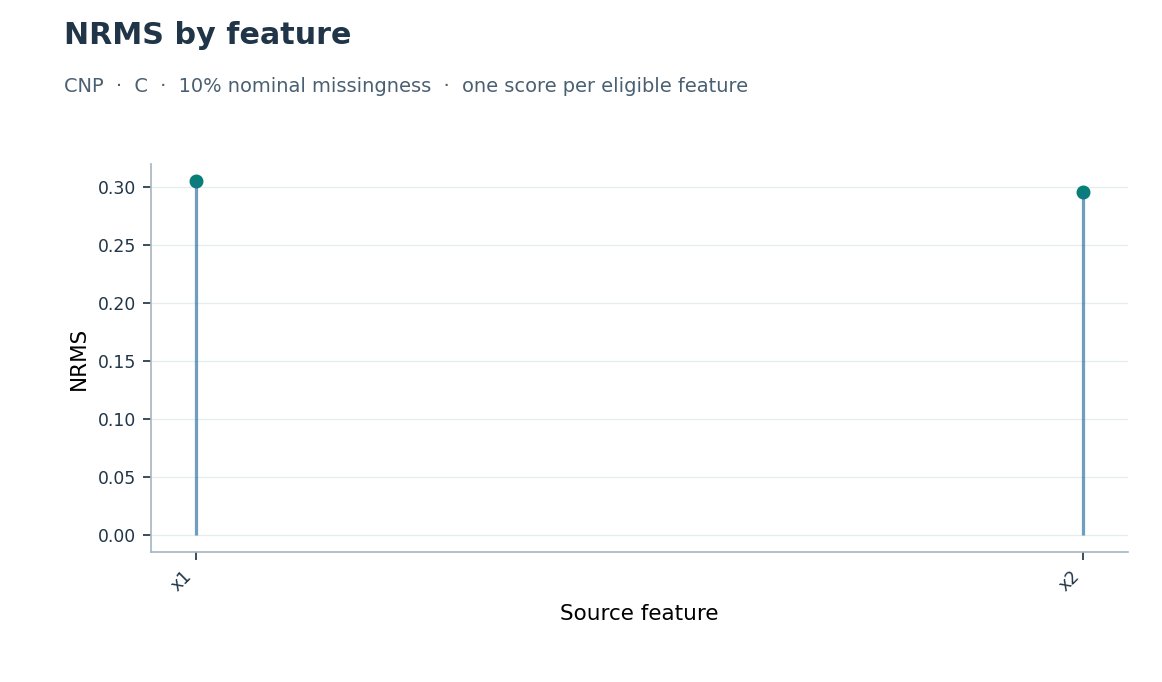 NRMS by feature
CNP · C · 10% nominal missingness · one score per eligible feature
0.30
0.25
0.20
0.15
0.10
0.05
0.00
NRMS
x1
x2
Source feature